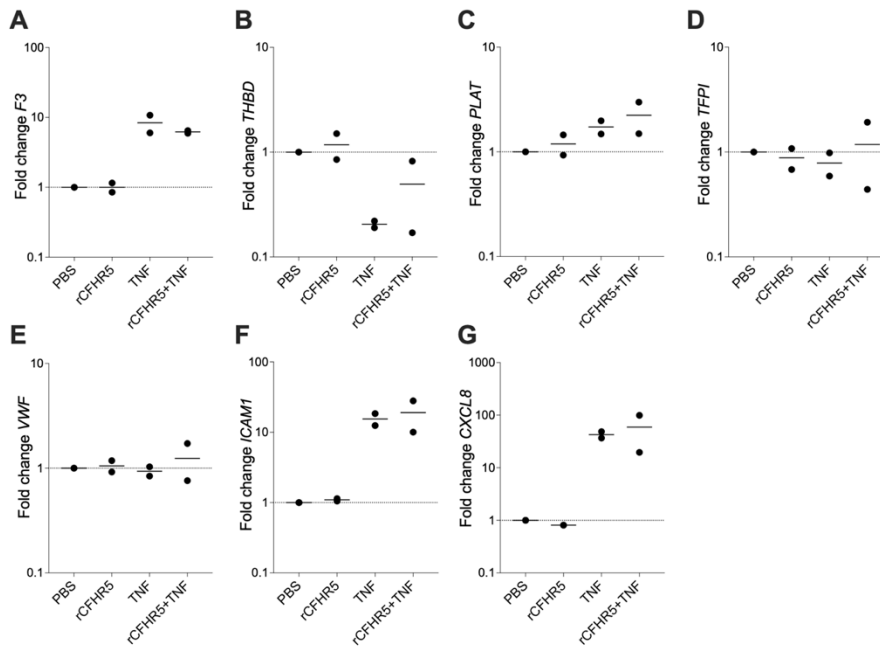 A
Fold change F3
100
10
1
0.1
PBS
rCFHR5
TNF
rCFHR5+TNF
B
Fold change THBD
10
1
0.1
PBS
rCFHR5
TNF
rCFHR5+TNF
C
Fold change PLAT
10
1
0.1
PBS
rCFHR5
TNF
rCFHR5+TNF
D
Fold change TFPI
10
1
0.1
PBS
rCFHR5
TNF
rCFHR5+TNF
E
Fold change VWF
10
1
0.1
PBS
rCFHR5
TNF
rCFHR5+TNF
F
Fold change ICAM1
100
10
1
0.1
PBS
rCFHR5
TNF
rCFHR5+TNF
G
Fold change CXCL8
1000
100
10
1
0.1
PBS
rCFHR5
TNF
rCFHR5+TNF